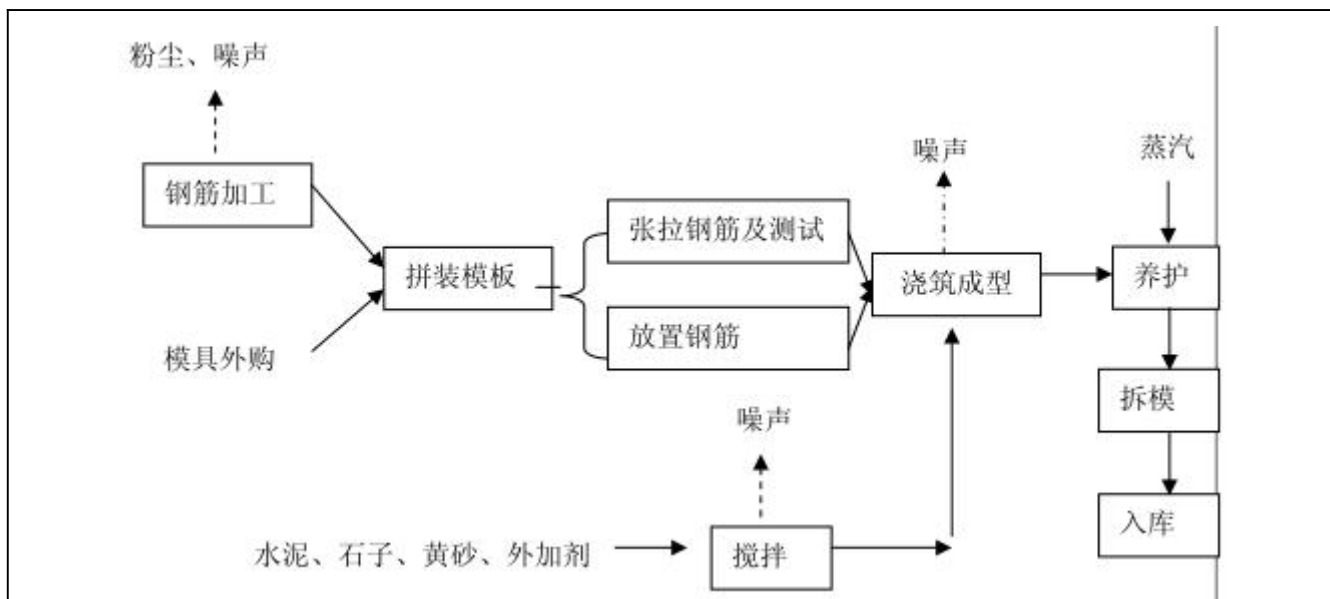 粉尘、噪声
钢筋加工
模具外购
拼装模板
张拉钢筋及测试
放置钢筋
噪声
浇筑成型
蒸汽
养护
拆模
入库
噪声
水泥、石子、黄砂、外加剂
搅拌